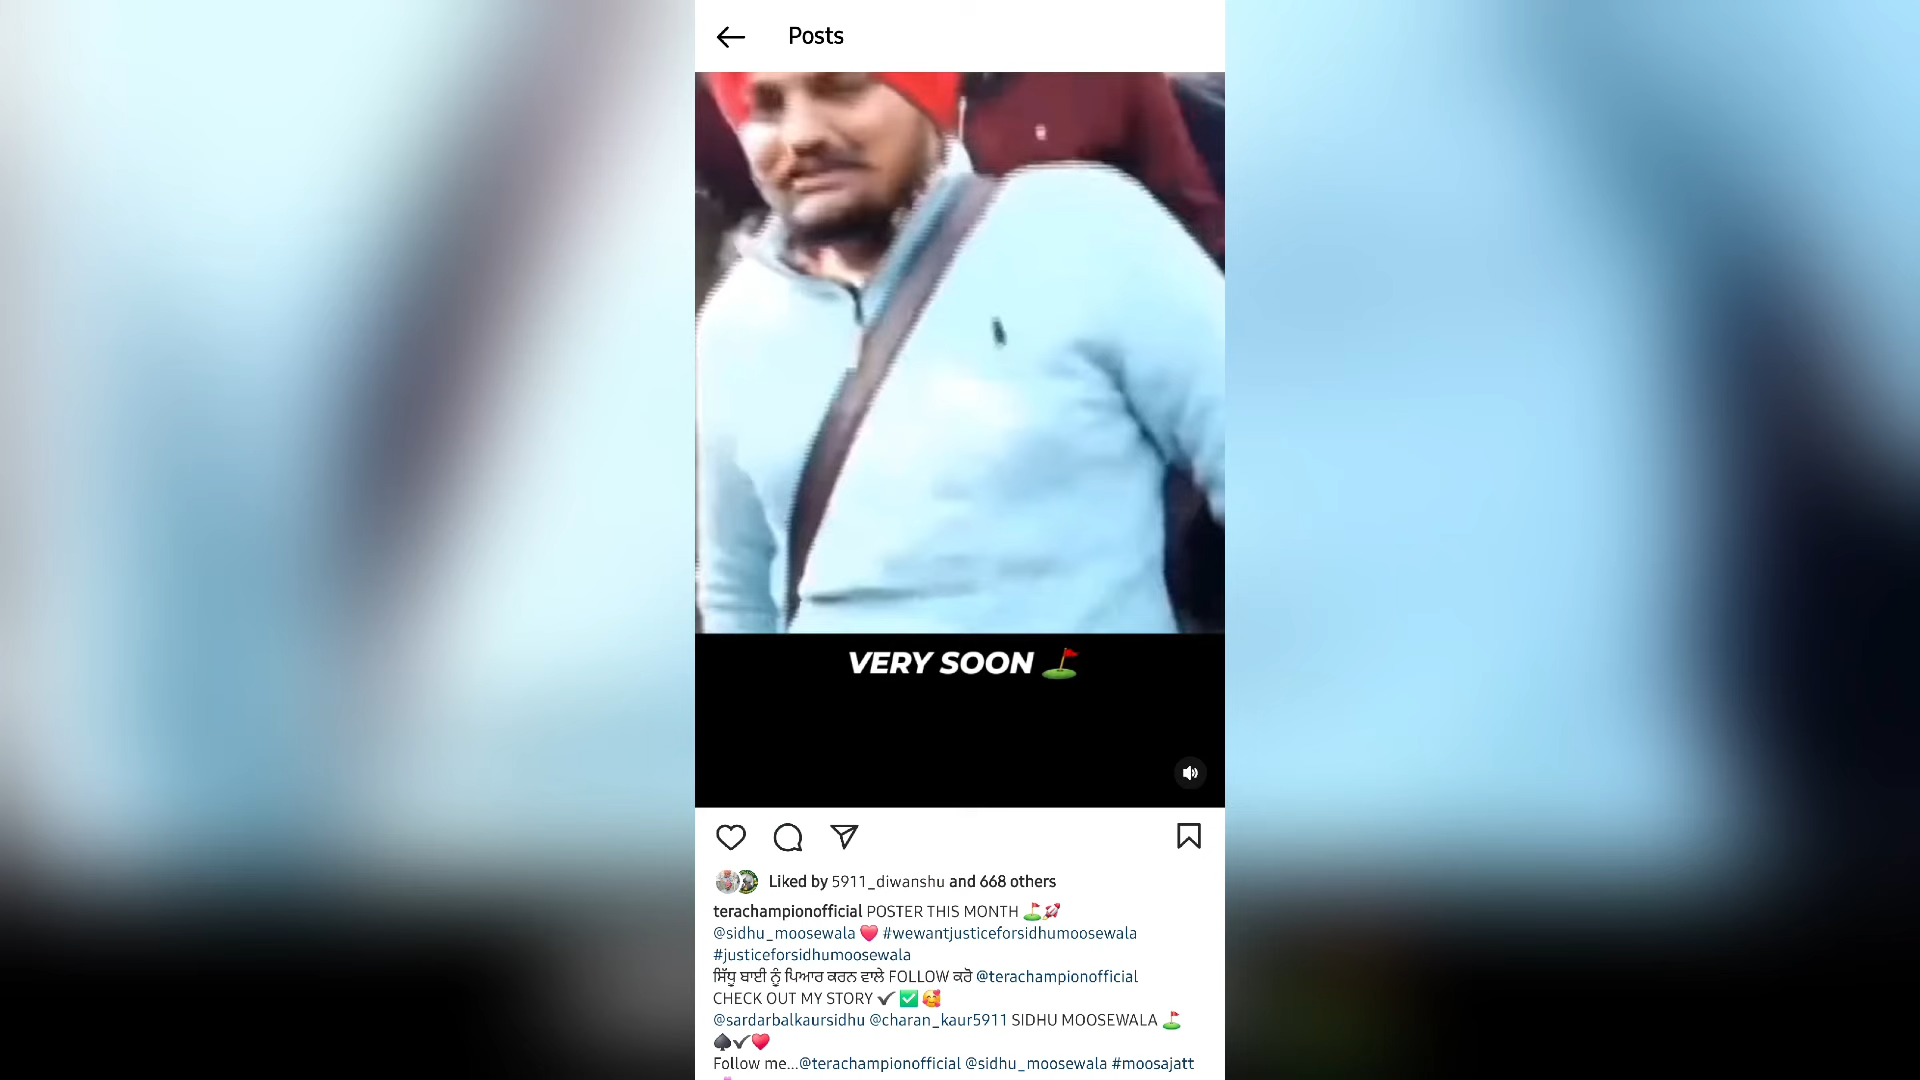 Posts
VERY SOON ⛳
Liked by 5911_diwanshu and 668 others
terachampionofficial POSTER THIS MONTH ⛳🚀
@sidhu_moosewala ❤️ #wewantjusticeforsidhumoosewala
#justiceforsidhumoosewala
ਸਿੱਧੂ ਬਾਈ ਨੂੰ ਪਿਆਰ ਕਰਨ ਵਾਲੇ FOLLOW ਕਰੋ @terachampionofficial
CHECK OUT MY STORY ✔️ ✅ 🥰
@sardarbalkaursidhu @charan_kaur5911 SIDHU MOOSEWALA ⛳
♠️✔️❤️
Follow me...@terachampionofficial @sidhu_moosewala #moosajatt